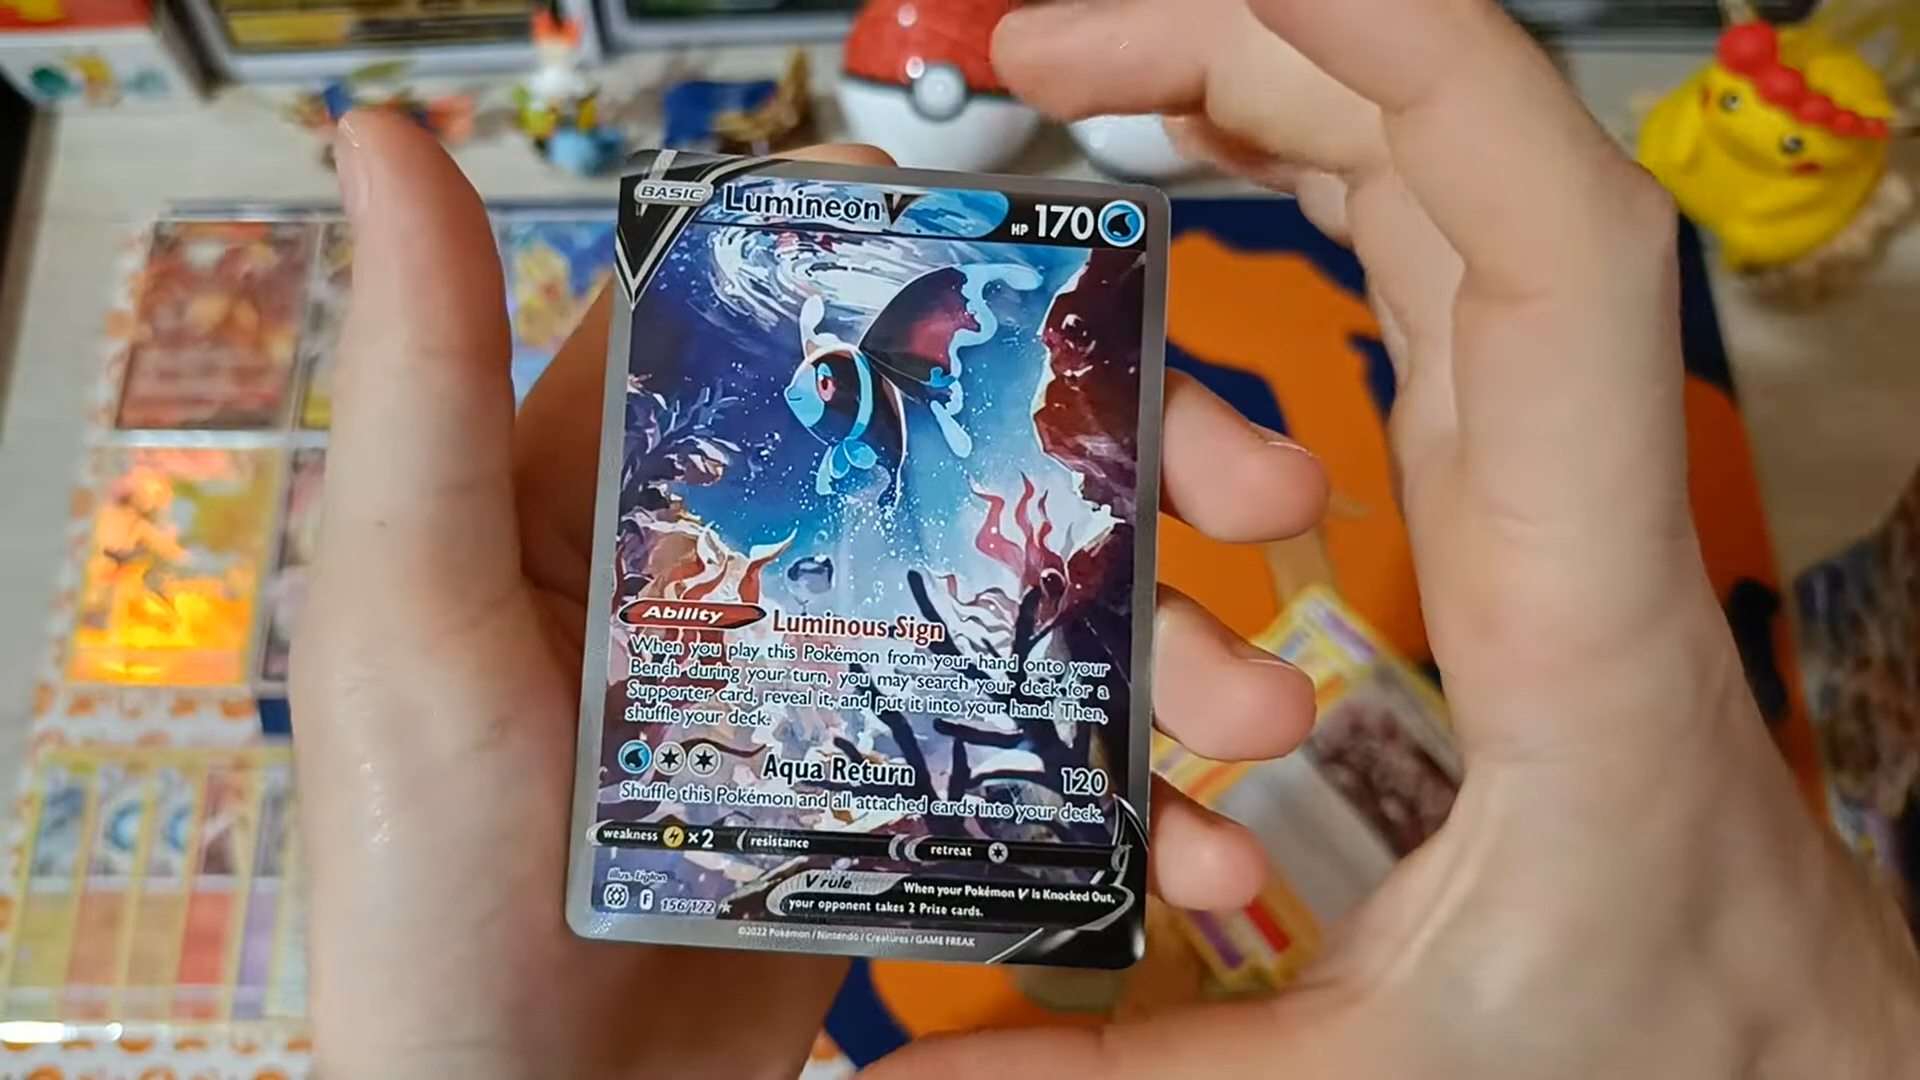 BASIC
Lumineon V
HP 170
Ability Luminous Sign
When you play this Pokémon from your hand onto your
Bench during your turn, you may search your deck for a
Supporter card, reveal it, and put it into your hand. Then,
shuffle your deck.
Aqua Return 120
Shuffle this Pokémon and all attached cards into your deck.
weakness ×2 resistance retreat
Illus. Ligton
V rule When your Pokémon V is Knocked Out,
your opponent takes 2 Prize cards.
F 156/172
©2022 Pokémon / Nintendo / Creatures / GAME FREAK